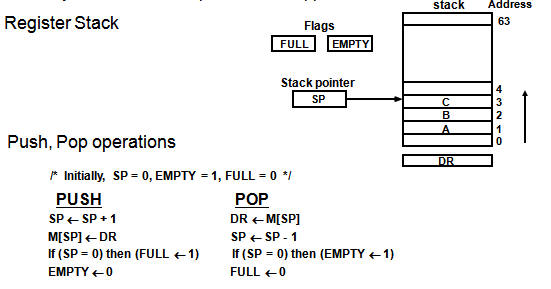 stack
Address
Register Stack
Flags
63
FULL
EMPTY
Stack pointer
4
SP
C
3
B
2
A
1
0
Push, Pop operations
DR
/* Initially, SP = 0, EMPTY = 1, FULL = 0 */
PUSH
POP
SP ← SP + 1
DR ← M[SP]
M[SP] ← DR
SP ← SP - 1
If (SP = 0) then (FULL ← 1)
If (SP = 0) then (EMPTY ← 1)
EMPTY ← 0
FULL ← 0